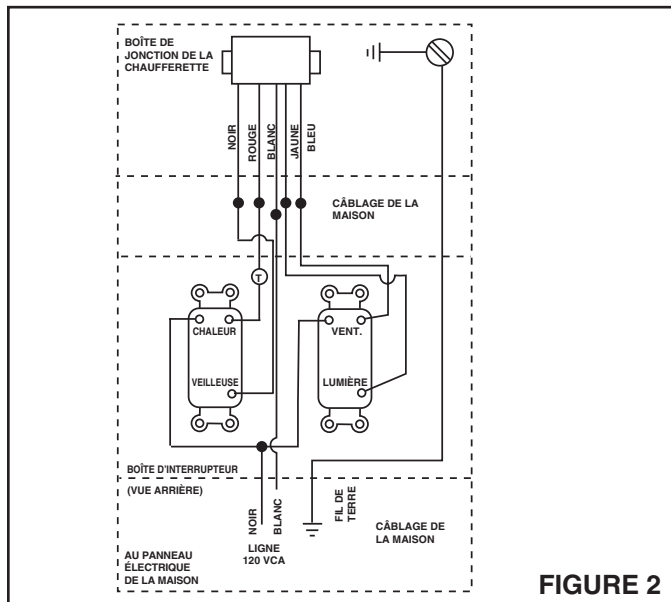 BOÎTE DE
JONCTION DE LA
CHAUFFERETTE
NOIR
ROUGE
BLANC
JAUNE
BLEU
CÂBLAGE DE LA
MAISON
T
CHALEUR
VENT.
VEILLEUSE
LUMIÈRE
BOÎTE D'INTERRUPTEUR
(VUE ARRIÈRE)
NOIR
BLANC
FIL DE
TERRE
CÂBLAGE DE
LA MAISON
LIGNE
120 VCA
AU PANNEAU
ÉLECTRIQUE
DE LA MAISON
FIGURE 2